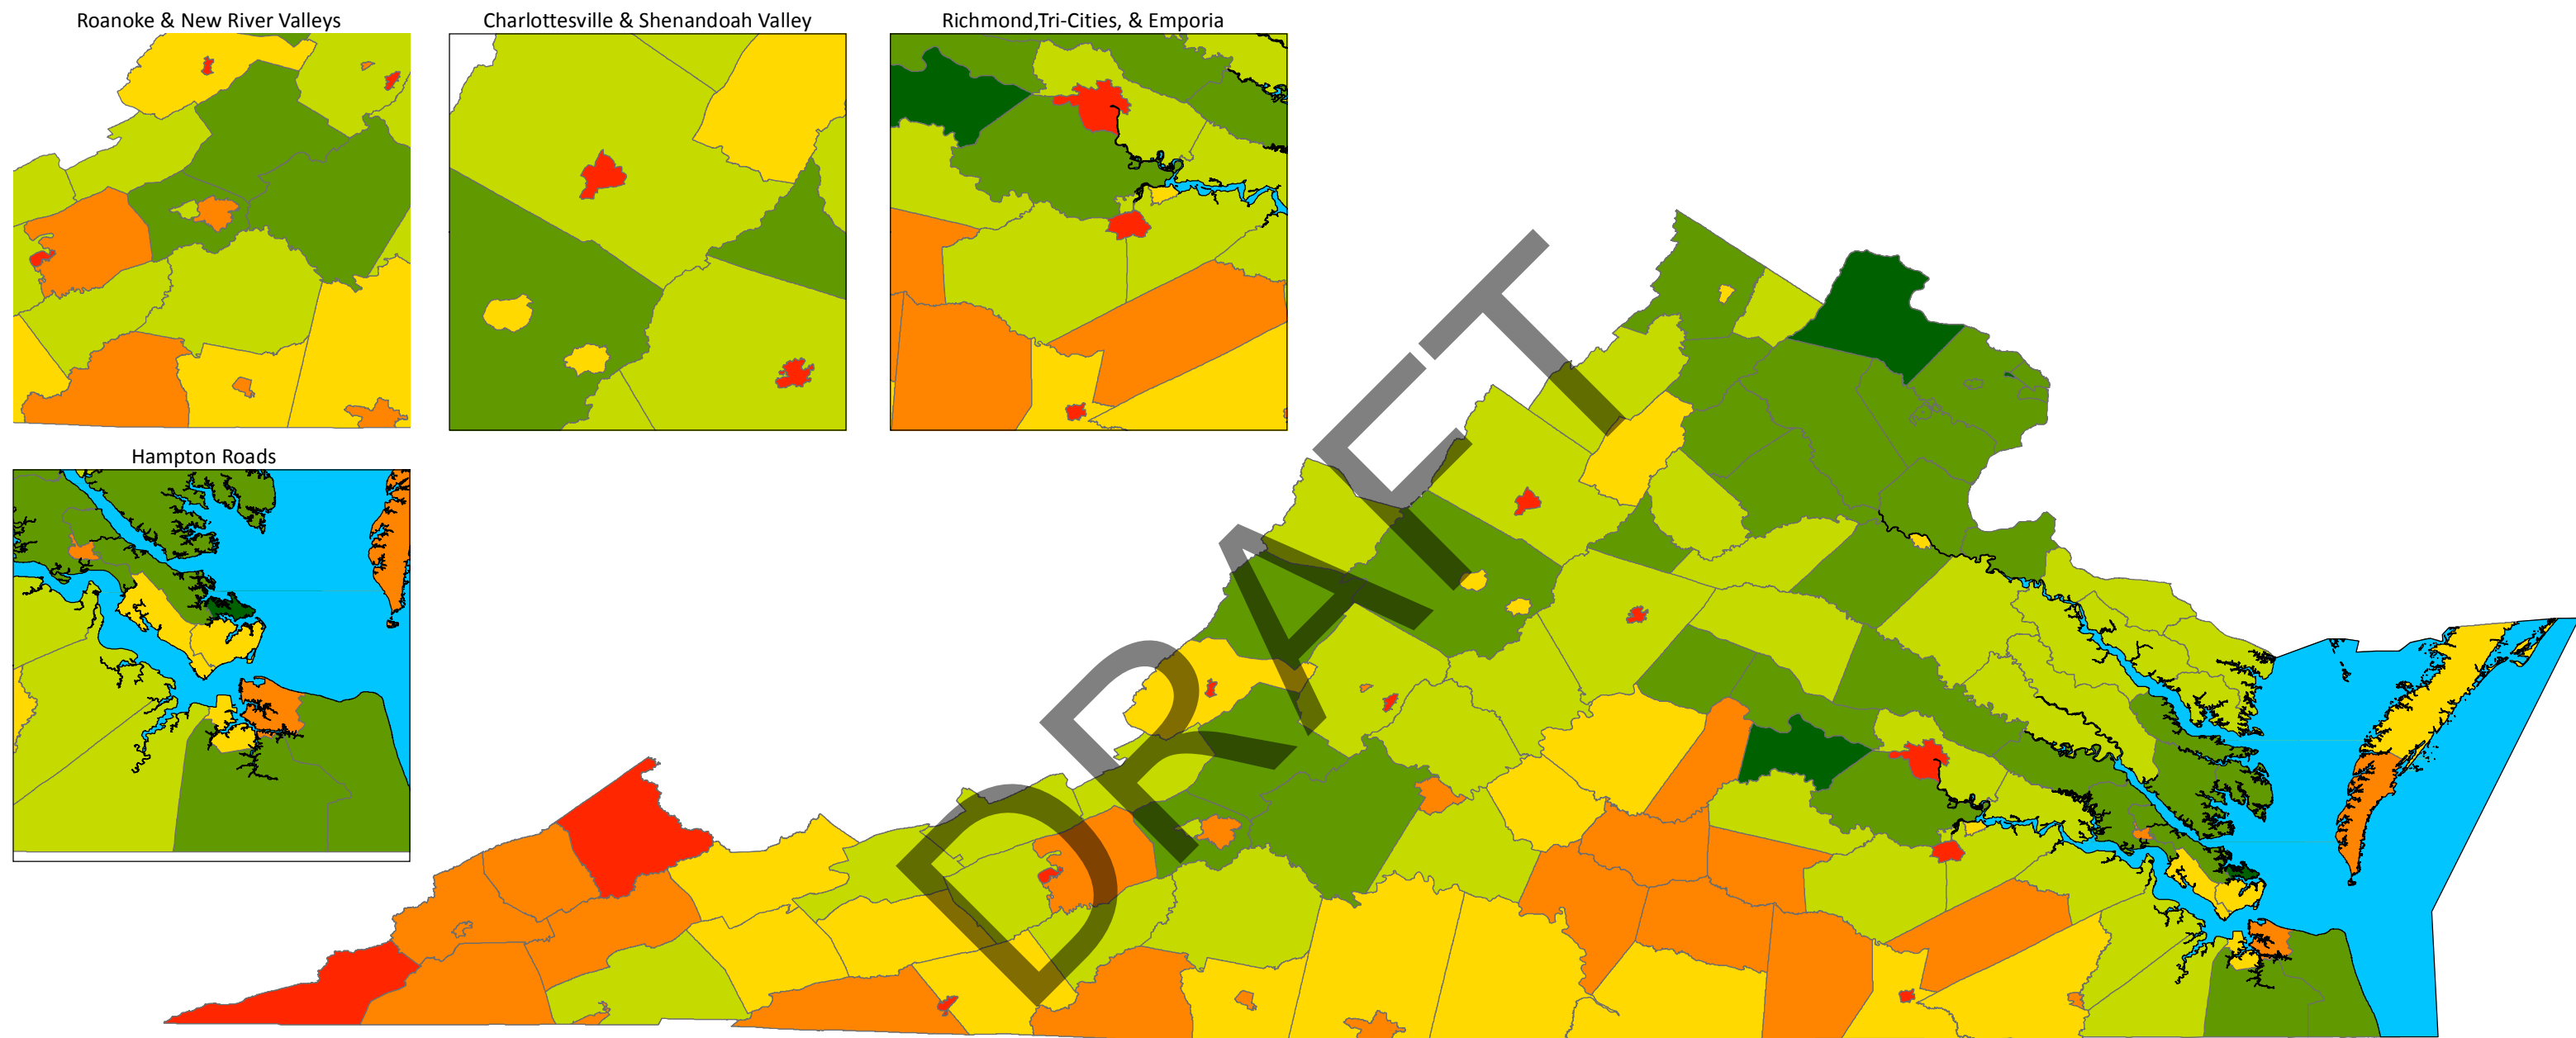 Roanoke & New River Valleys
Charlottesville & Shenandoah Valley
Richmond,Tri-Cities, & Emporia
Hampton Roads
DRAFT